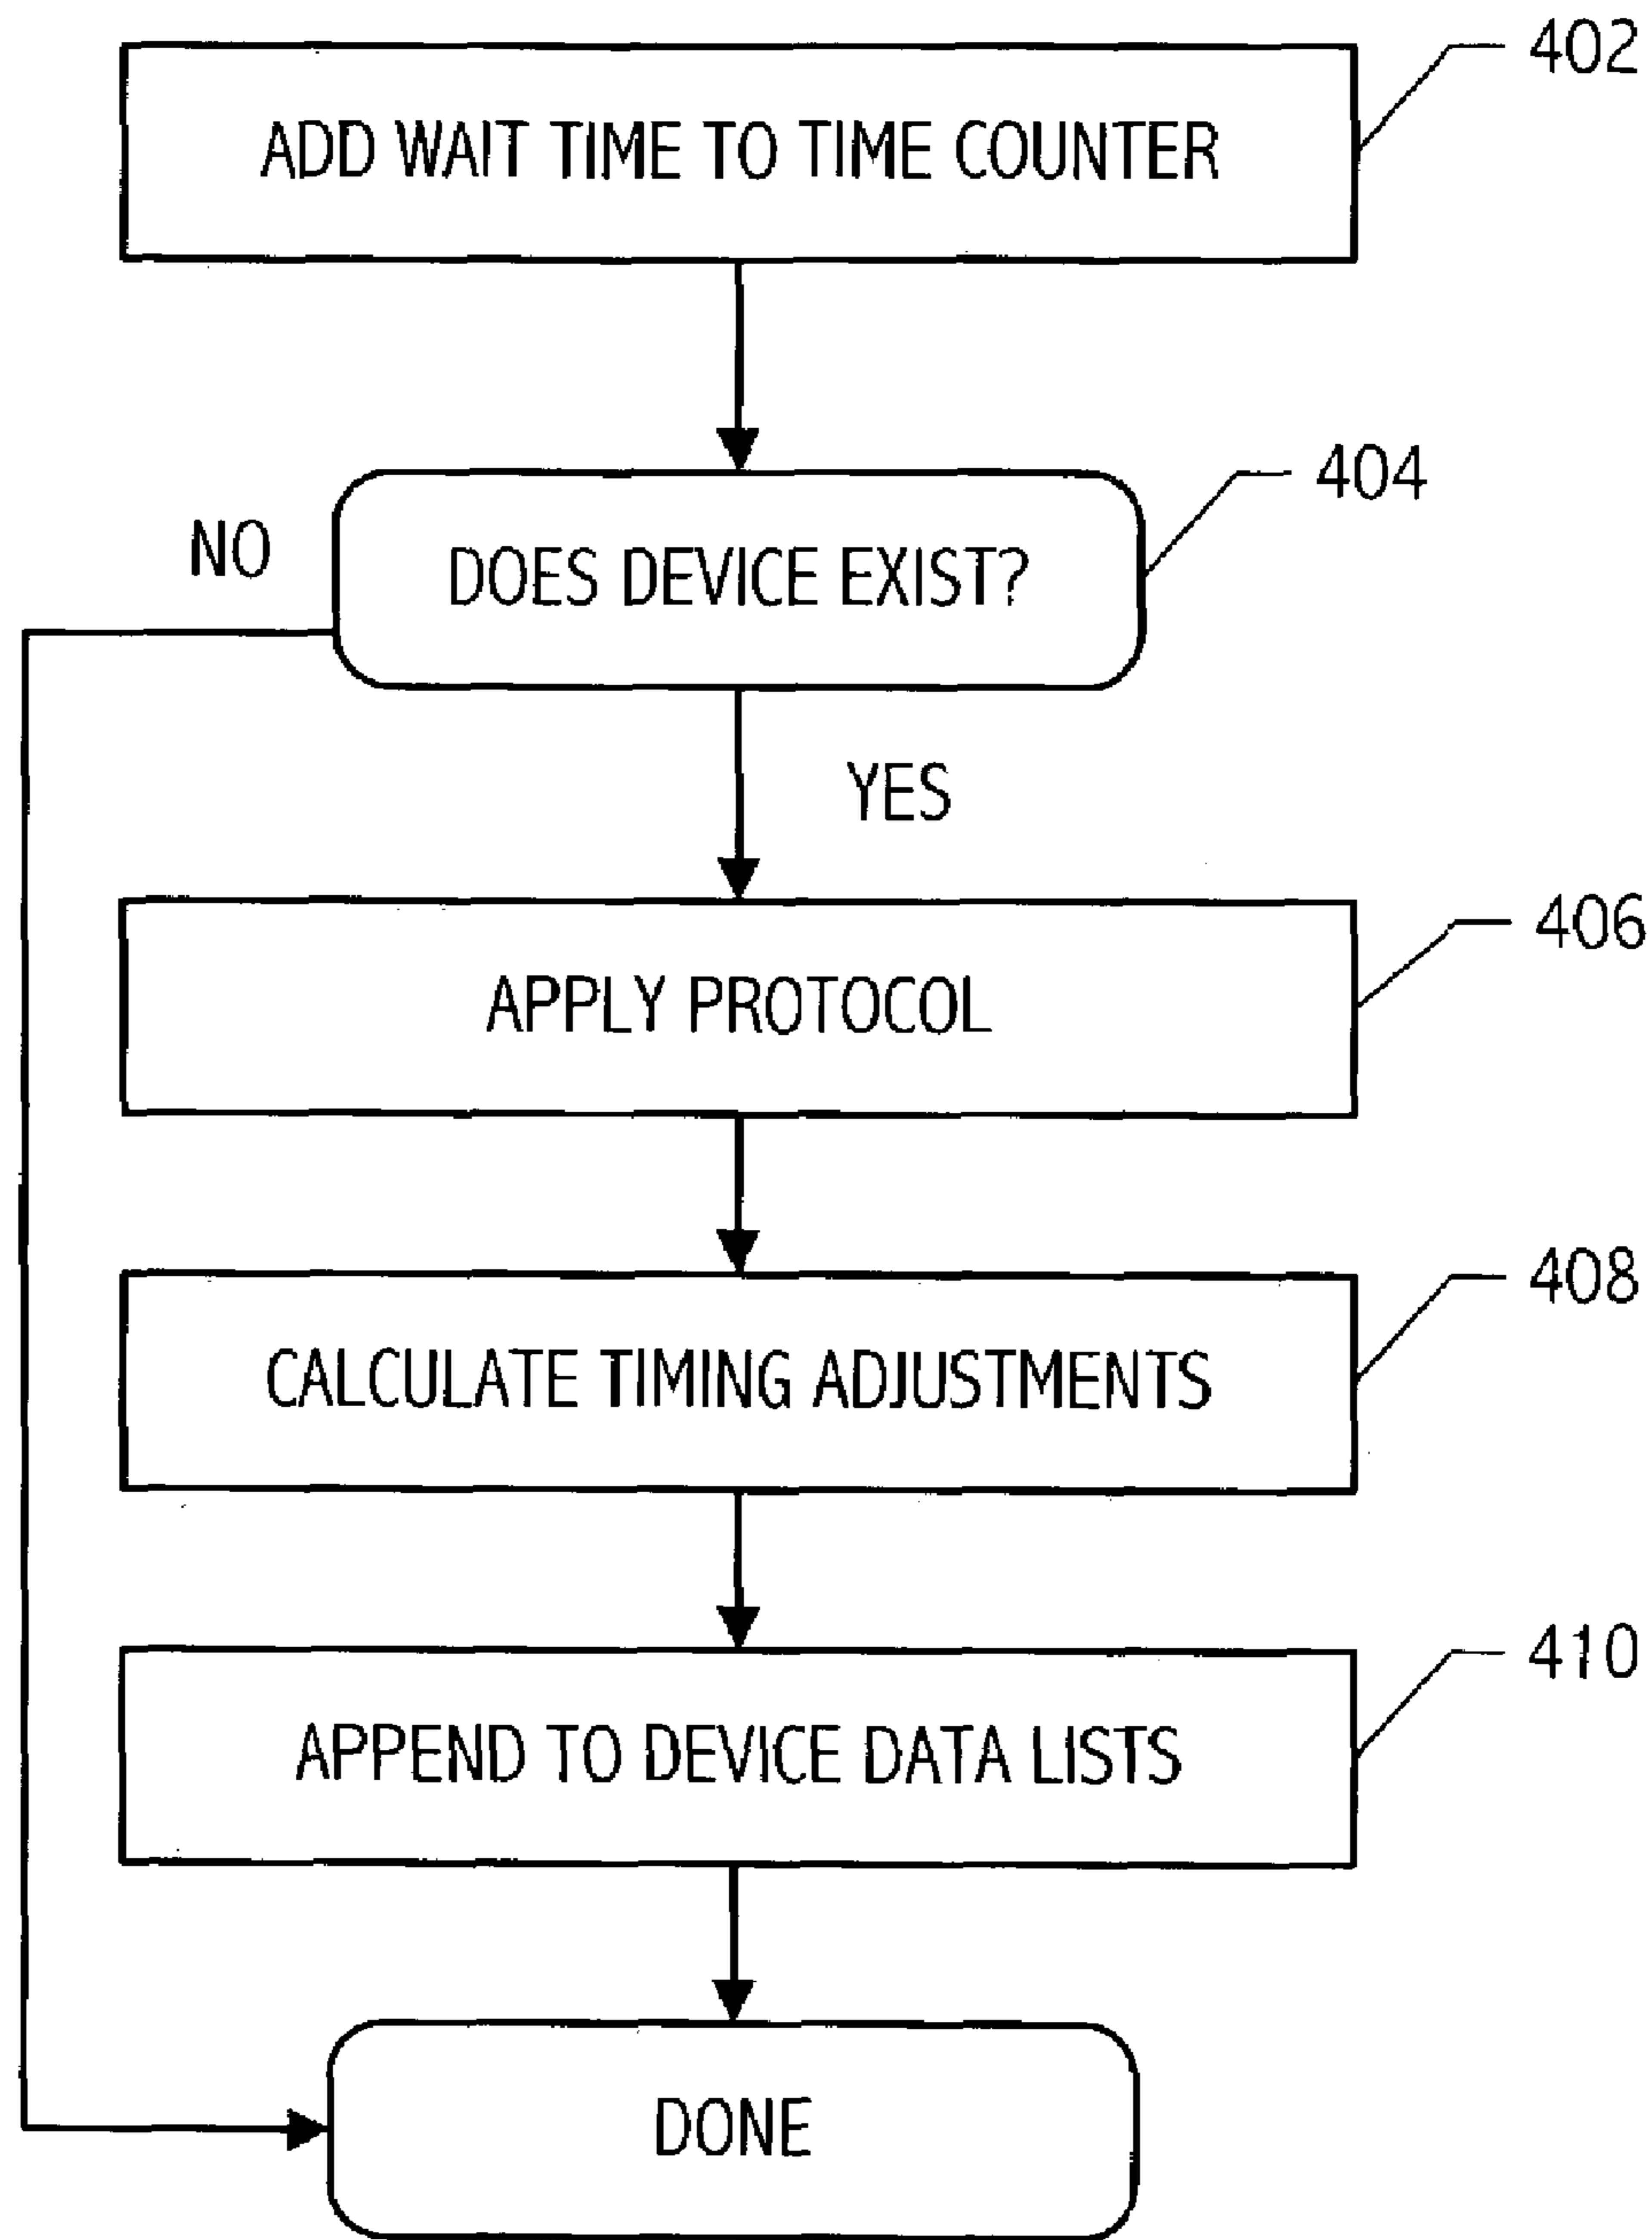 402
ADD WAIT TIME TO TIME COUNTER
404
NO
DOES DEVICE EXIST?
YES
406
APPLY PROTOCOL
408
CALCULATE TIMING ADJUSTMENTS
410
APPEND TO DEVICE DATA LISTS
DONE